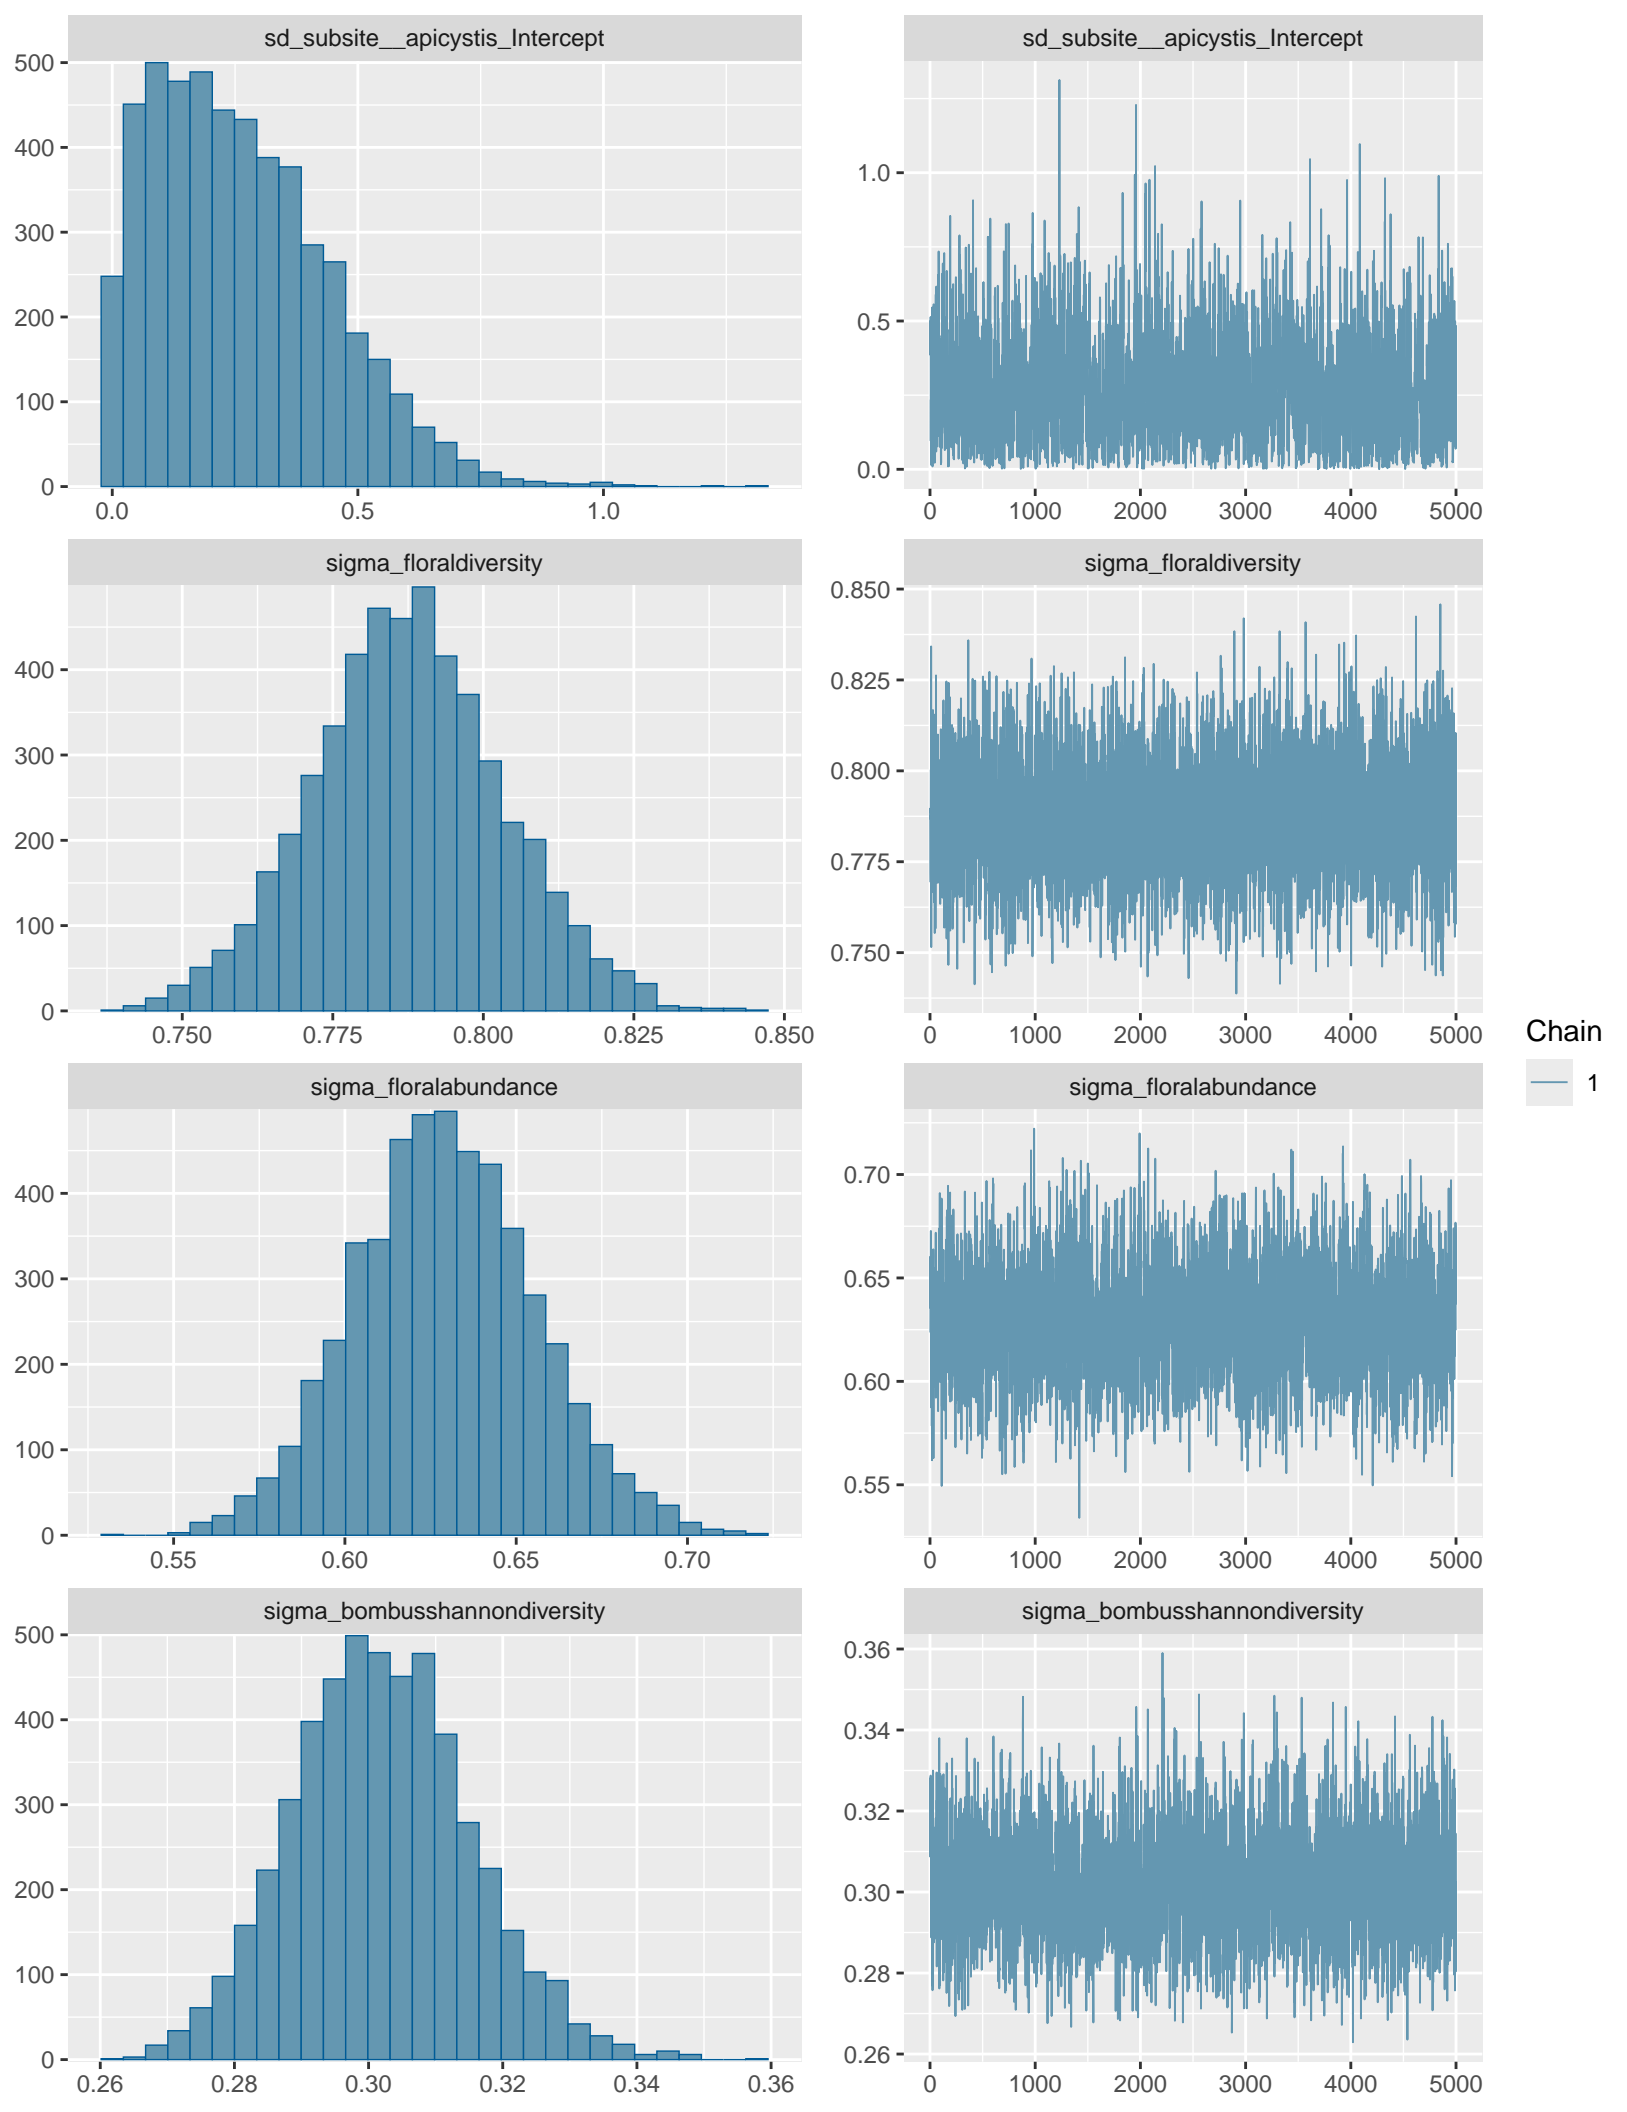 sd_subsite__apicystis_Intercept
500
400
300
200
100
0
0.0 0.5 1.0
sd_subsite__apicystis_Intercept
1.0
0.5
0.0
0 1000 2000 3000 4000 5000
sigma_floraldiversity
400
300
200
100
0
0.750 0.775 0.800 0.825 0.850
sigma_floraldiversity
0.850
0.825
0.800
0.775
0.750
0 1000 2000 3000 4000 5000
sigma_floralabundance
400
300
200
100
0
0.55 0.60 0.65 0.70
sigma_floralabundance
0.70
0.65
0.60
0.55
0 1000 2000 3000 4000 5000
sigma_bombusshannondiversity
500
400
300
200
100
0
0.26 0.28 0.30 0.32 0.34 0.36
sigma_bombusshannondiversity
0.36
0.34
0.32
0.30
0.28
0.26
0 1000 2000 3000 4000 5000
Chain
1